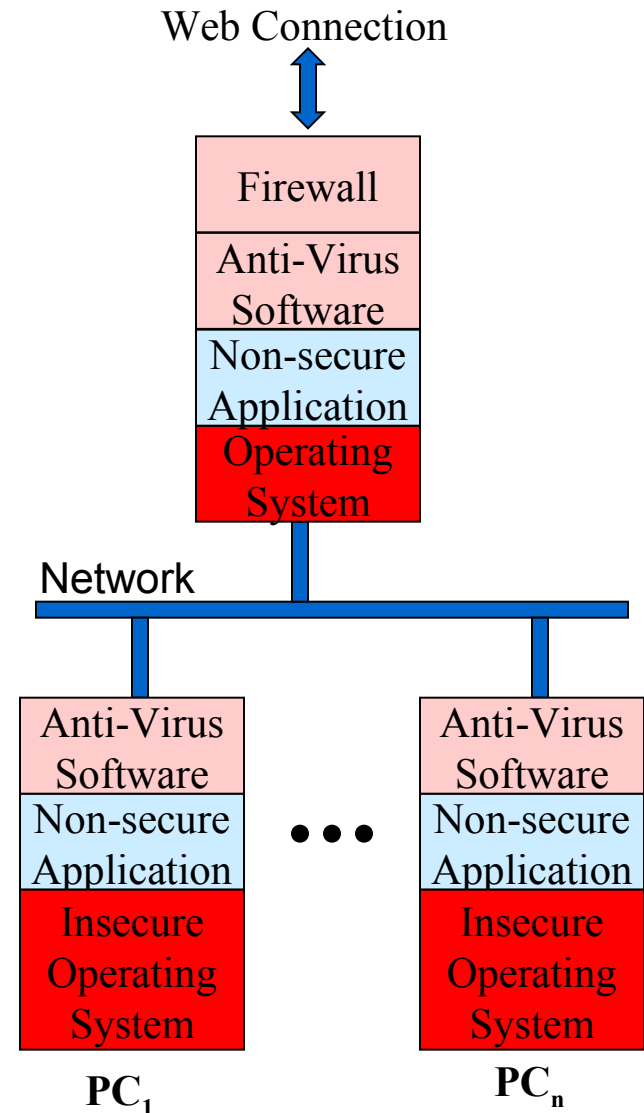 Web Connection
Firewall
Anti-Virus
Software
Non-secure
Application
Operating
System
Network
Anti-Virus
Software
Non-secure
Application
Insecure
Operating
System
PC₁
Anti-Virus
Software
Non-secure
Application
Insecure
Operating
System
PCₙ